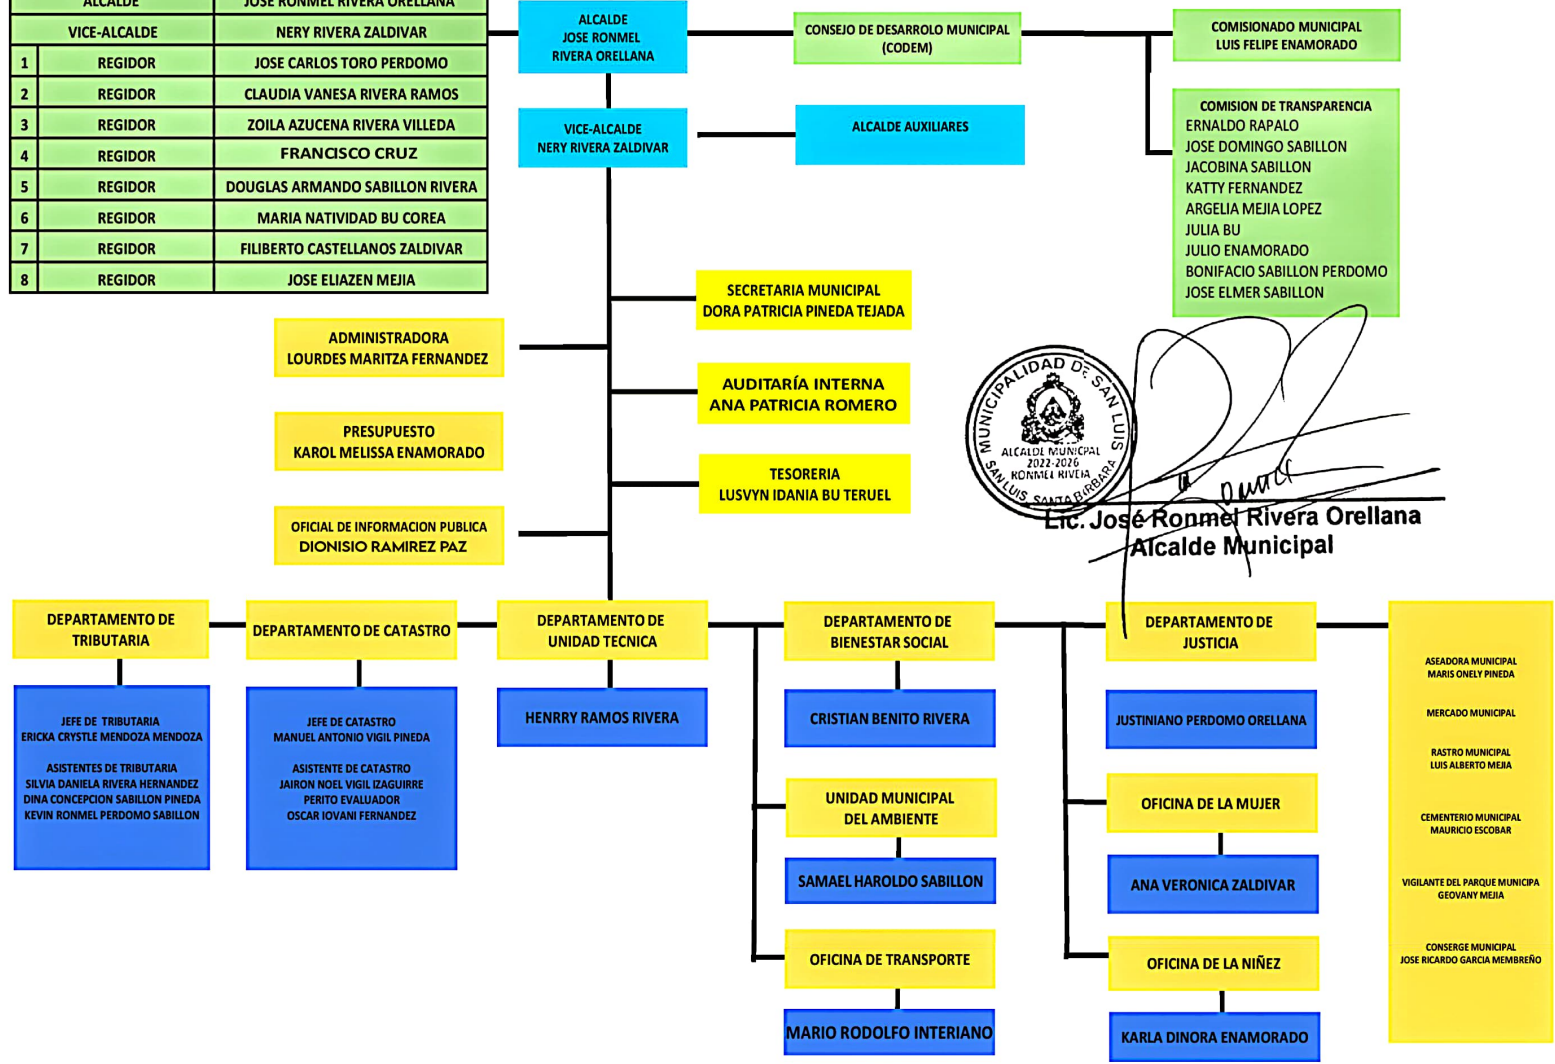 ALCALDE JOSE RONMEL RIVERA ORELLANA
VICE-ALCALDE NERY RIVERA ZALDIVAR
1 REGIDOR JOSE CARLOS TORO PERDOMO
2 REGIDOR CLAUDIA VANESA RIVERA RAMOS
3 REGIDOR ZOILA AZUCENA RIVERA VILLEDA
4 REGIDOR FRANCISCO CRUZ
5 REGIDOR DOUGLAS ARMANDO SABILLON RIVERA
6 REGIDOR MARIA NATIVIDAD BU COREA
7 REGIDOR FILIBERTO CASTELLANOS ZALDIVAR
8 REGIDOR JOSE ELIAZEN MEJIA
ALCALDE
JOSE RONMEL
RIVERA ORELLANA
CONSEJO DE DESARROLO MUNICIPAL
(CODEM)
COMISIONADO MUNICIPAL
LUIS FELIPE ENAMORADO
VICE-ALCALDE
NERY RIVERA ZALDIVAR
ALCALDE AUXILIARES
COMISION DE TRANSPARENCIA
ERNALDO RAPALO
JOSE DOMINGO SABILLON
JACOBINA SABILLON
KATTY FERNANDEZ
ARGELIA MEJIA LOPEZ
JULIA BU
JULIO ENAMORADO
BONIFACIO SABILLON PERDOMO
JOSE ELMER SABILLON
SECRETARIA MUNICIPAL
DORA PATRICIA PINEDA TEJADA
ADMINISTRADORA
LOURDES MARITZA FERNANDEZ
AUDITARÍA INTERNA
ANA PATRICIA ROMERO
PRESUPUESTO
KAROL MELISSA ENAMORADO
TESORERIA
LUSVYN IDANIA BU TERUEL
OFICIAL DE INFORMACION PUBLICA
DIONISIO RAMIREZ PAZ
MUNICIPALIDAD DE SAN LUIS
ALCALDE MUNICIPAL
2022-2026
RONMEL RIVERA
SAN LUIS, SANTA BARBARA
Lic. José Ronmel Rivera Orellana
Alcalde Municipal
DEPARTAMENTO DE
TRIBUTARIA
JEFE DE TRIBUTARIA
ERICKA CRYSTLE MENDOZA MENDOZA
ASISTENTES DE TRIBUTARIA
SILVIA DANIELA RIVERA HERNANDEZ
DINA CONCEPCION SABILLON PINEDA
KEVIN RONMEL PERDOMO SABILLON
DEPARTAMENTO DE CATASTRO
JEFE DE CATASTRO
MANUEL ANTONIO VIGIL PINEDA
ASISTENTE DE CATASTRO
JAIRON NOEL VIGIL IZAGUIRRE
PERITO EVALUADOR
OSCAR IOVANI FERNANDEZ
DEPARTAMENTO DE
UNIDAD TECNICA
HENRRY RAMOS RIVERA
DEPARTAMENTO DE
BIENESTAR SOCIAL
CRISTIAN BENITO RIVERA
UNIDAD MUNICIPAL
DEL AMBIENTE
SAMAEL HAROLDO SABILLON
OFICINA DE TRANSPORTE
MARIO RODOLFO INTERIANO
DEPARTAMENTO DE
JUSTICIA
JUSTINIANO PERDOMO ORELLANA
OFICINA DE LA MUJER
ANA VERONICA ZALDIVAR
OFICINA DE LA NIÑEZ
KARLA DINORA ENAMORADO
ASEADORA MUNICIPAL
MARIS ONELY PINEDA
MERCADO MUNICIPAL
RASTRO MUNICIPAL
LUIS ALBERTO MEJIA
CEMENTERIO MUNICIPAL
MAURICIO ESCOBAR
VIGILANTE DEL PARQUE MUNICIPA
GEOVANY MEJIA
CONSERGE MUNICIPAL
JOSE RICARDO GARCIA MEMBREÑO